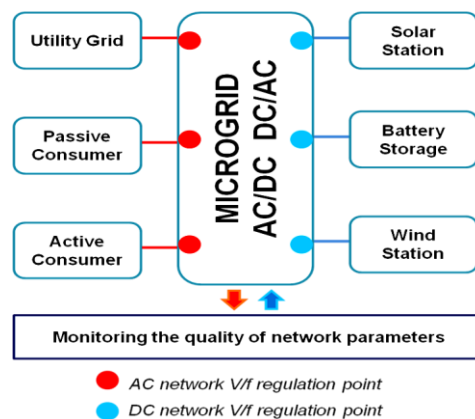 Utility Grid
Passive
Consumer
Active
Consumer
MICROGRID
AC/DC DC/AC
Solar
Station
Battery
Storage
Wind
Station
Monitoring the quality of network parameters
AC network V/f regulation point
DC network V/f regulation point